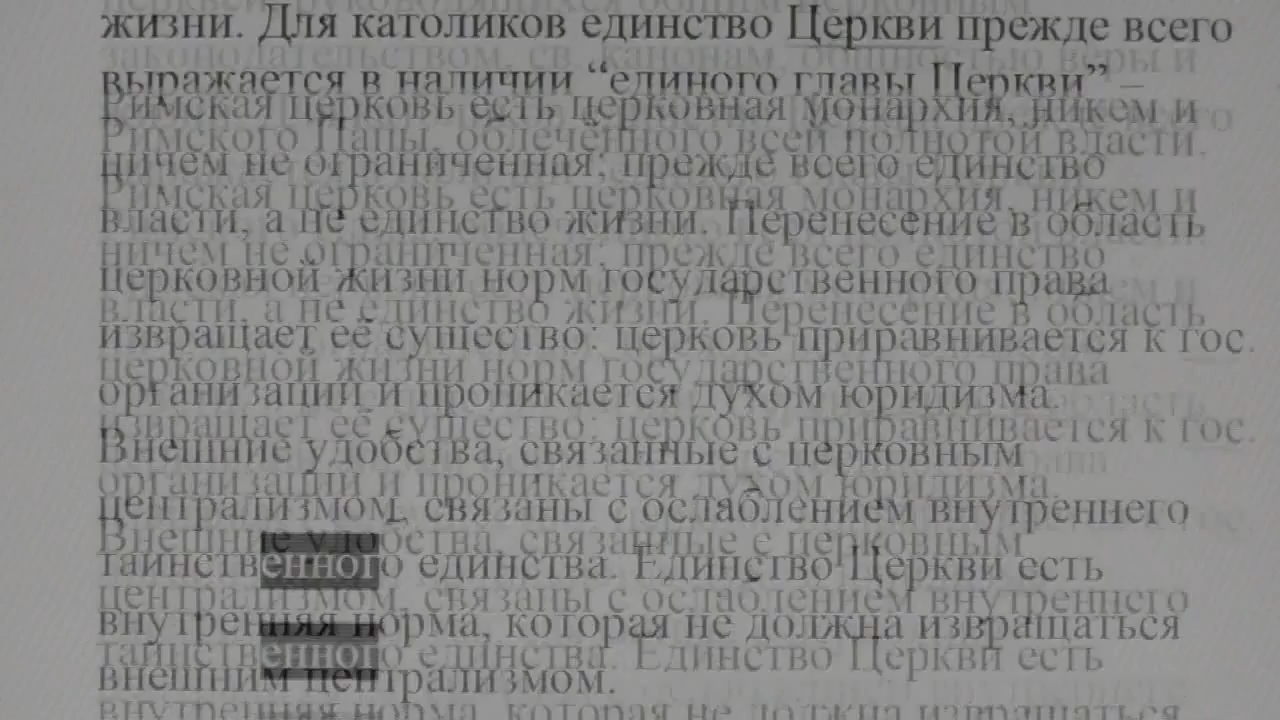 жизни. Для католиков единство Церкви прежде всего
выражается в наличии “единого главы Церкви” –
Римского Папы, облечённого всей полнотой власти.
Римская церковь есть церковная монархия, никем и
ничем не ограниченная; прежде всего единство
власти, а не единство жизни. Перенесение в область
церковной жизни норм государственного права
извращает её существо: церковь приравнивается к гос.
организации и проникается духом юридизма.
Внешние удобства, связанные с церковным
централизмом, связаны с ослаблением внутреннего
таинственного единства. Единство Церкви есть
внутренняя норма, которая не должна извращаться
внешним централизмом.